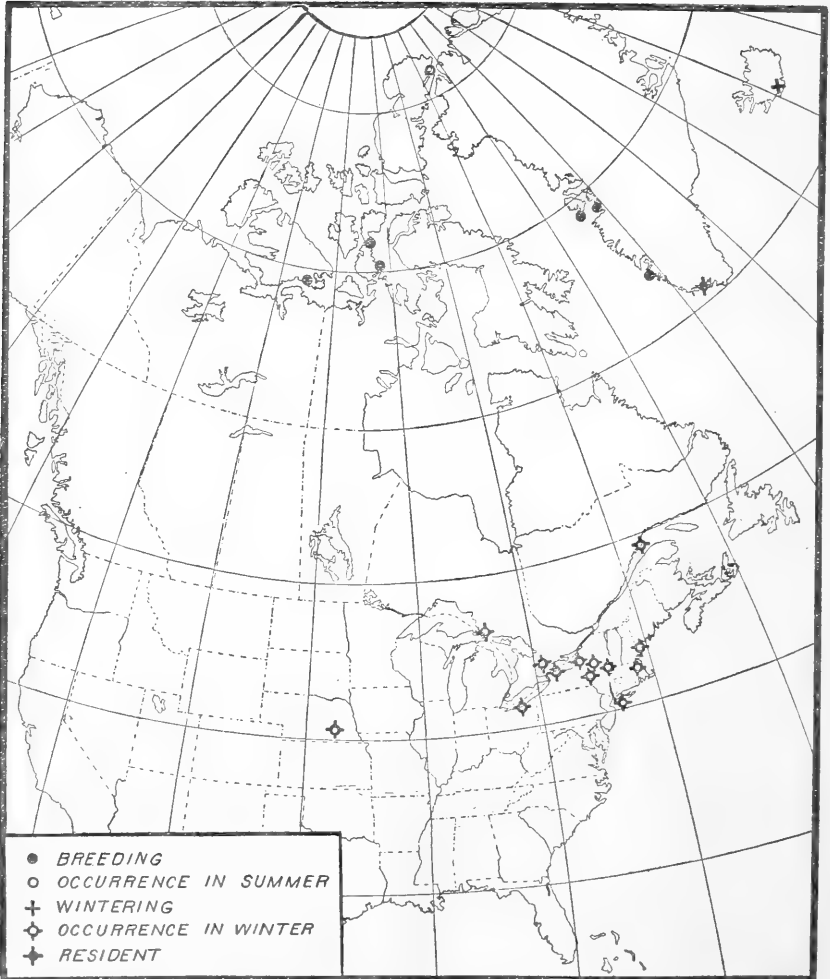 BREEDING
OCCURRENCE IN SUMMER
WINTERING
OCCURRENCE IN WINTER
RESIDENT